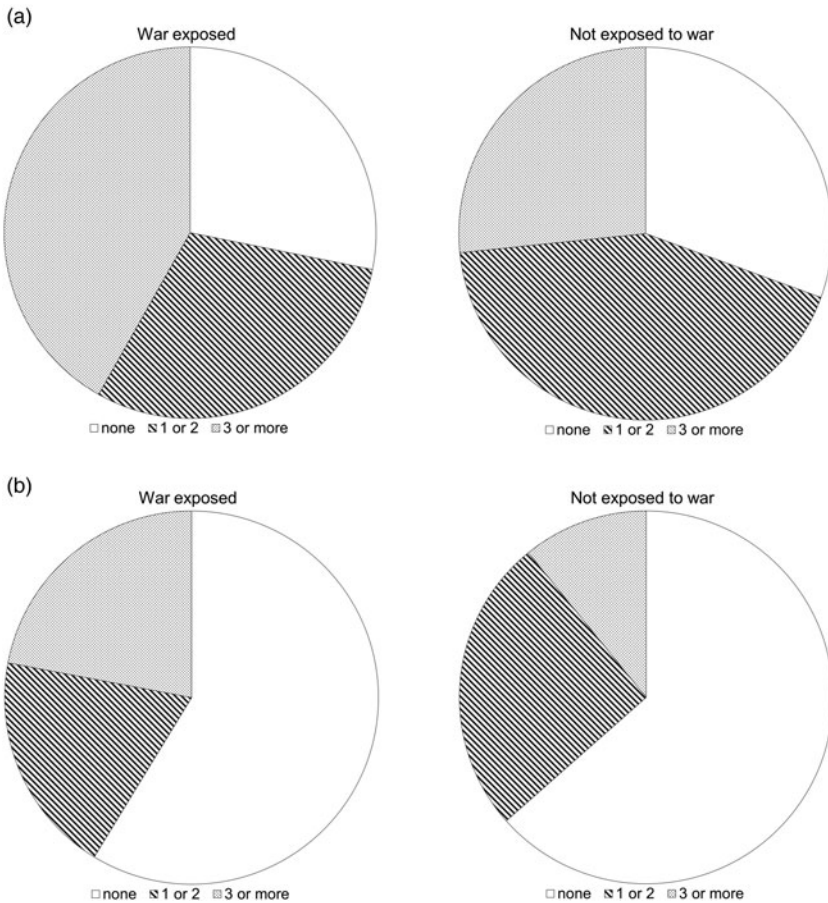 (a)
War exposed
Not exposed to war
none 1 or 2 3 or more
none 1 or 2 3 or more
(b)
War exposed
Not exposed to war
none 1 or 2 3 or more
none 1 or 2 3 or more